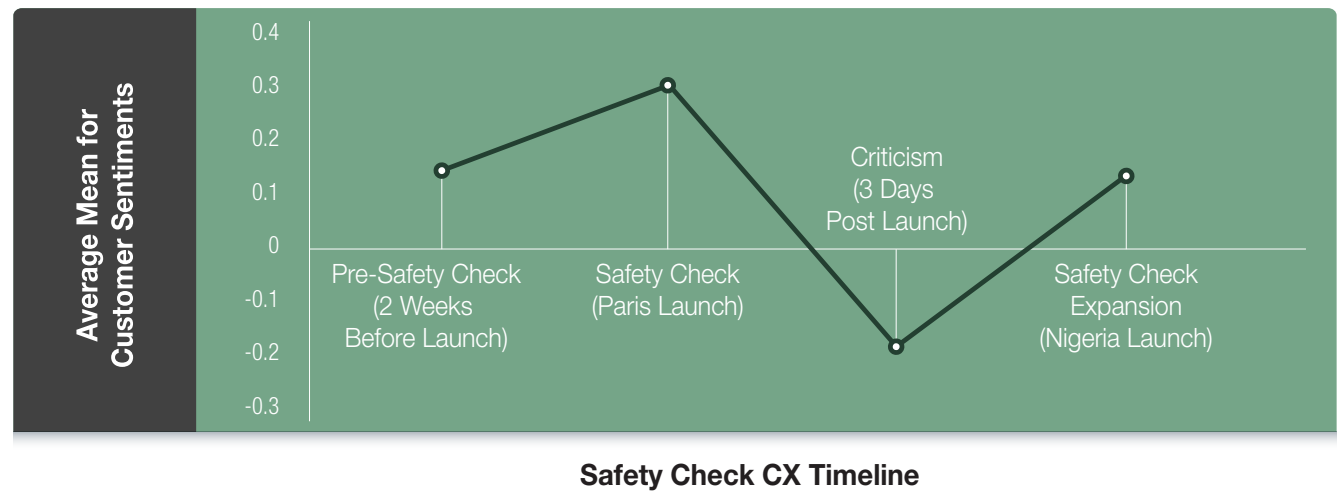 Average Mean for
Customer Sentiments
0.4
0.3
0.2
0.1
0
-0.1
-0.2
-0.3
Pre-Safety Check
(2 Weeks
Before Launch)
Safety Check
(Paris Launch)
Criticism
(3 Days
Post Launch)
Safety Check
Expansion
(Nigeria Launch)
Safety Check CX Timeline